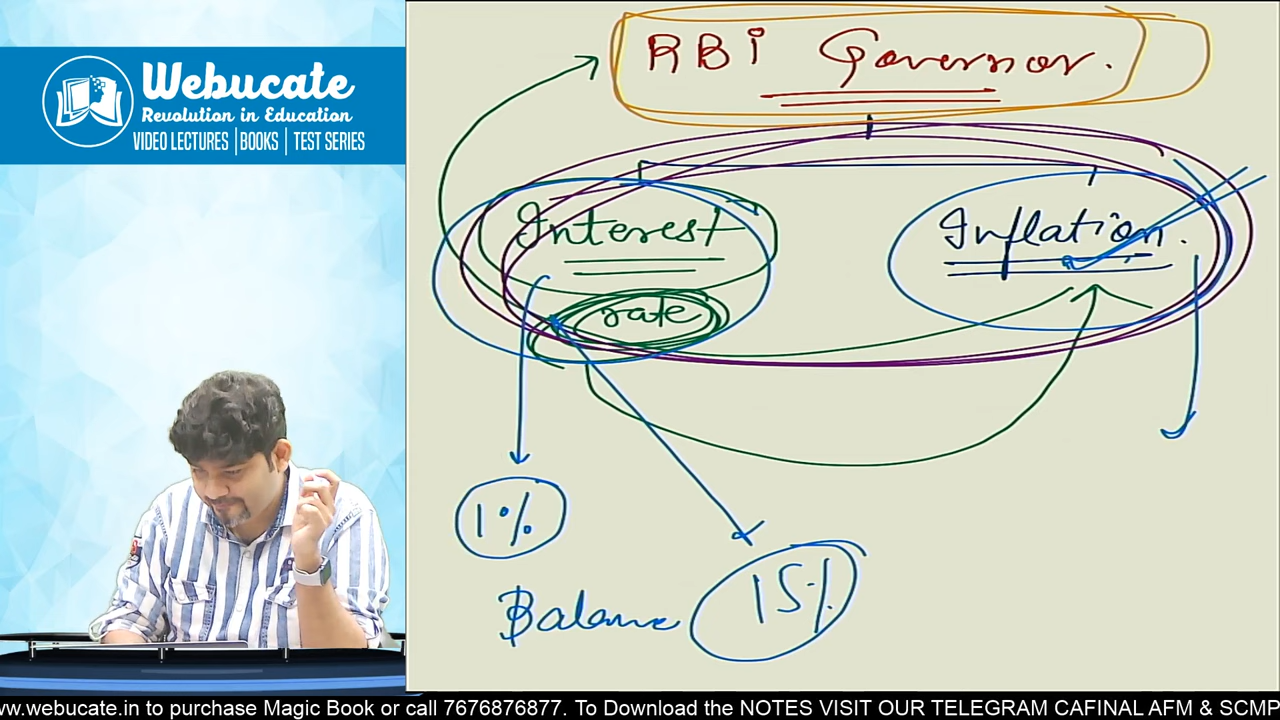 Webucate
Revolution in Education
VIDEO LECTURES | BOOKS | TEST SERIES
RBI Governor.
Interest
rate
Inflation.
1%
Balance
15%
ww.webucate.in to purchase Magic Book or call 7676876877. To Download the NOTES VISIT OUR TELEGRAM CAFINAL AFM & SCMP